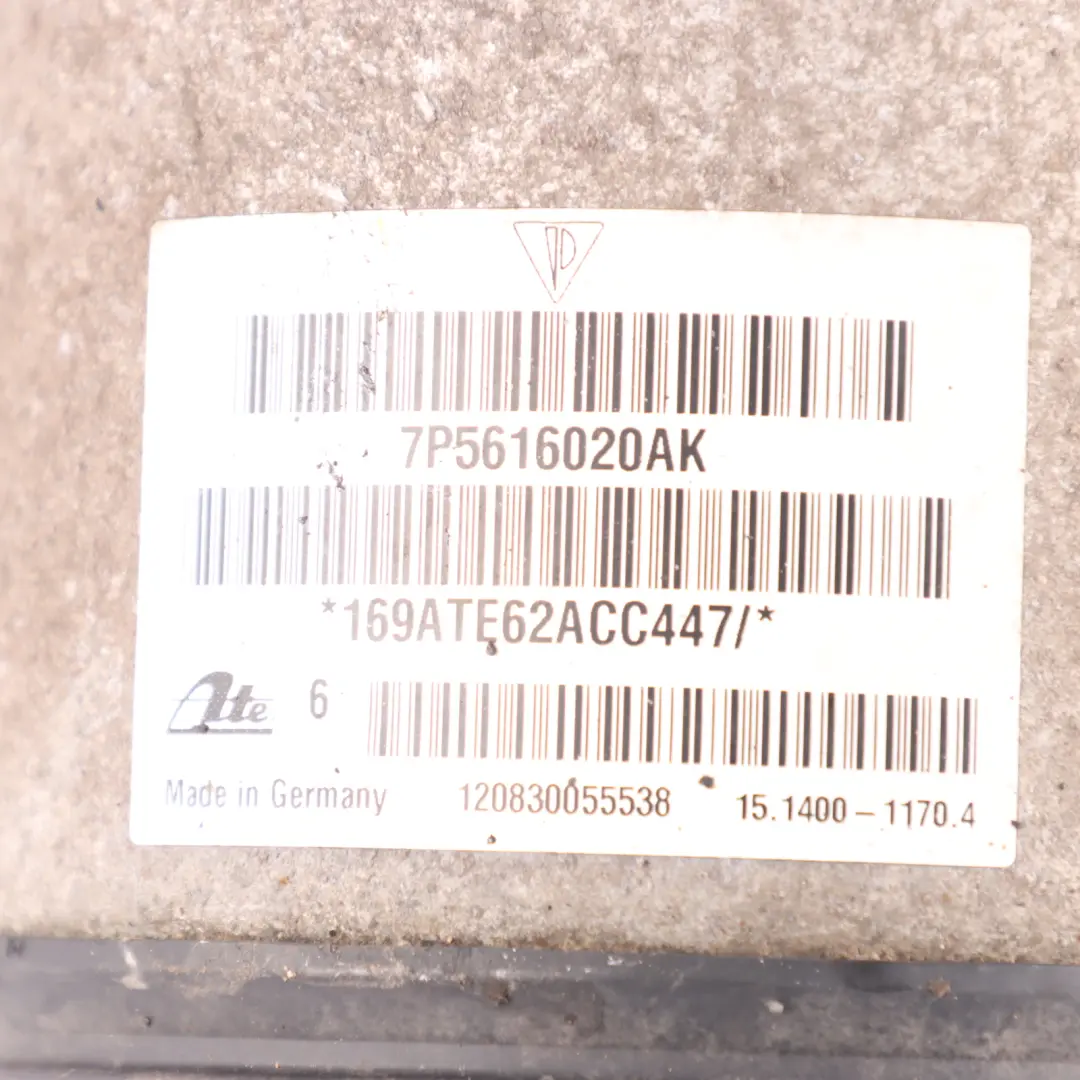 7P5616020AK
*169ATE62ACC447/*
Ate 6
Made in Germany 120830055538 15.1400-1170.4